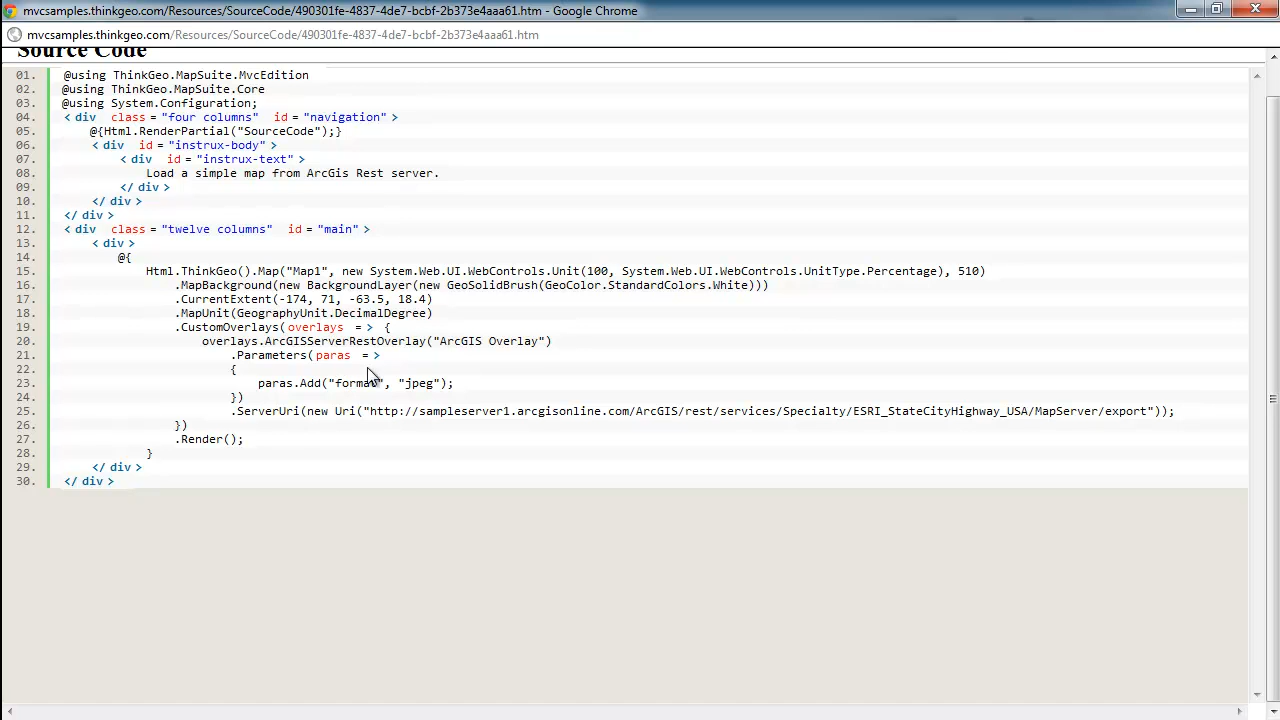 mvcsamples.thinkgeo.com/Resources/SourceCode/490301fe-4837-4de7-bcbf-2b373e4aaa61.htm - Google Chrome
mvcsamples.thinkgeo.com/Resources/SourceCode/490301fe-4837-4de7-bcbf-2b373e4aaa61.htm
Source Code
01. @using ThinkGeo.MapSuite.MvcEdition
02. @using ThinkGeo.MapSuite.Core
03. @using System.Configuration;
04. < div class = "four columns" id = "navigation" >
05. @{Html.RenderPartial("SourceCode");}
06. < div id = "instrux-body" >
07. < div id = "instrux-text" >
08. Load a simple map from ArcGis Rest server.
09. </ div >
10. </ div >
11. </ div >
12. < div class = "twelve columns" id = "main" >
13. < div >
14. @{
15. Html.ThinkGeo().Map("Map1", new System.Web.UI.WebControls.Unit(100, System.Web.UI.WebControls.UnitType.Percentage), 510)
16. .MapBackground(new BackgroundLayer(new GeoSolidBrush(GeoColor.StandardColors.White)))
17. .CurrentExtent(-174, 71, -63.5, 18.4)
18. .MapUnit(GeographyUnit.DecimalDegree)
19. .CustomOverlays( overlays = > {
20. overlays.ArcGISServerRestOverlay("ArcGIS Overlay")
21. .Parameters( paras = >
22. {
23. paras.Add("format", "jpeg");
24. })
25. .ServerUri(new Uri("http://sampleserver1.arcgisonline.com/ArcGIS/rest/services/Specialty/ESRI_StateCityHighway_USA/MapServer/export"));
26. })
27. .Render();
28. }
29. </ div >
30. </ div >